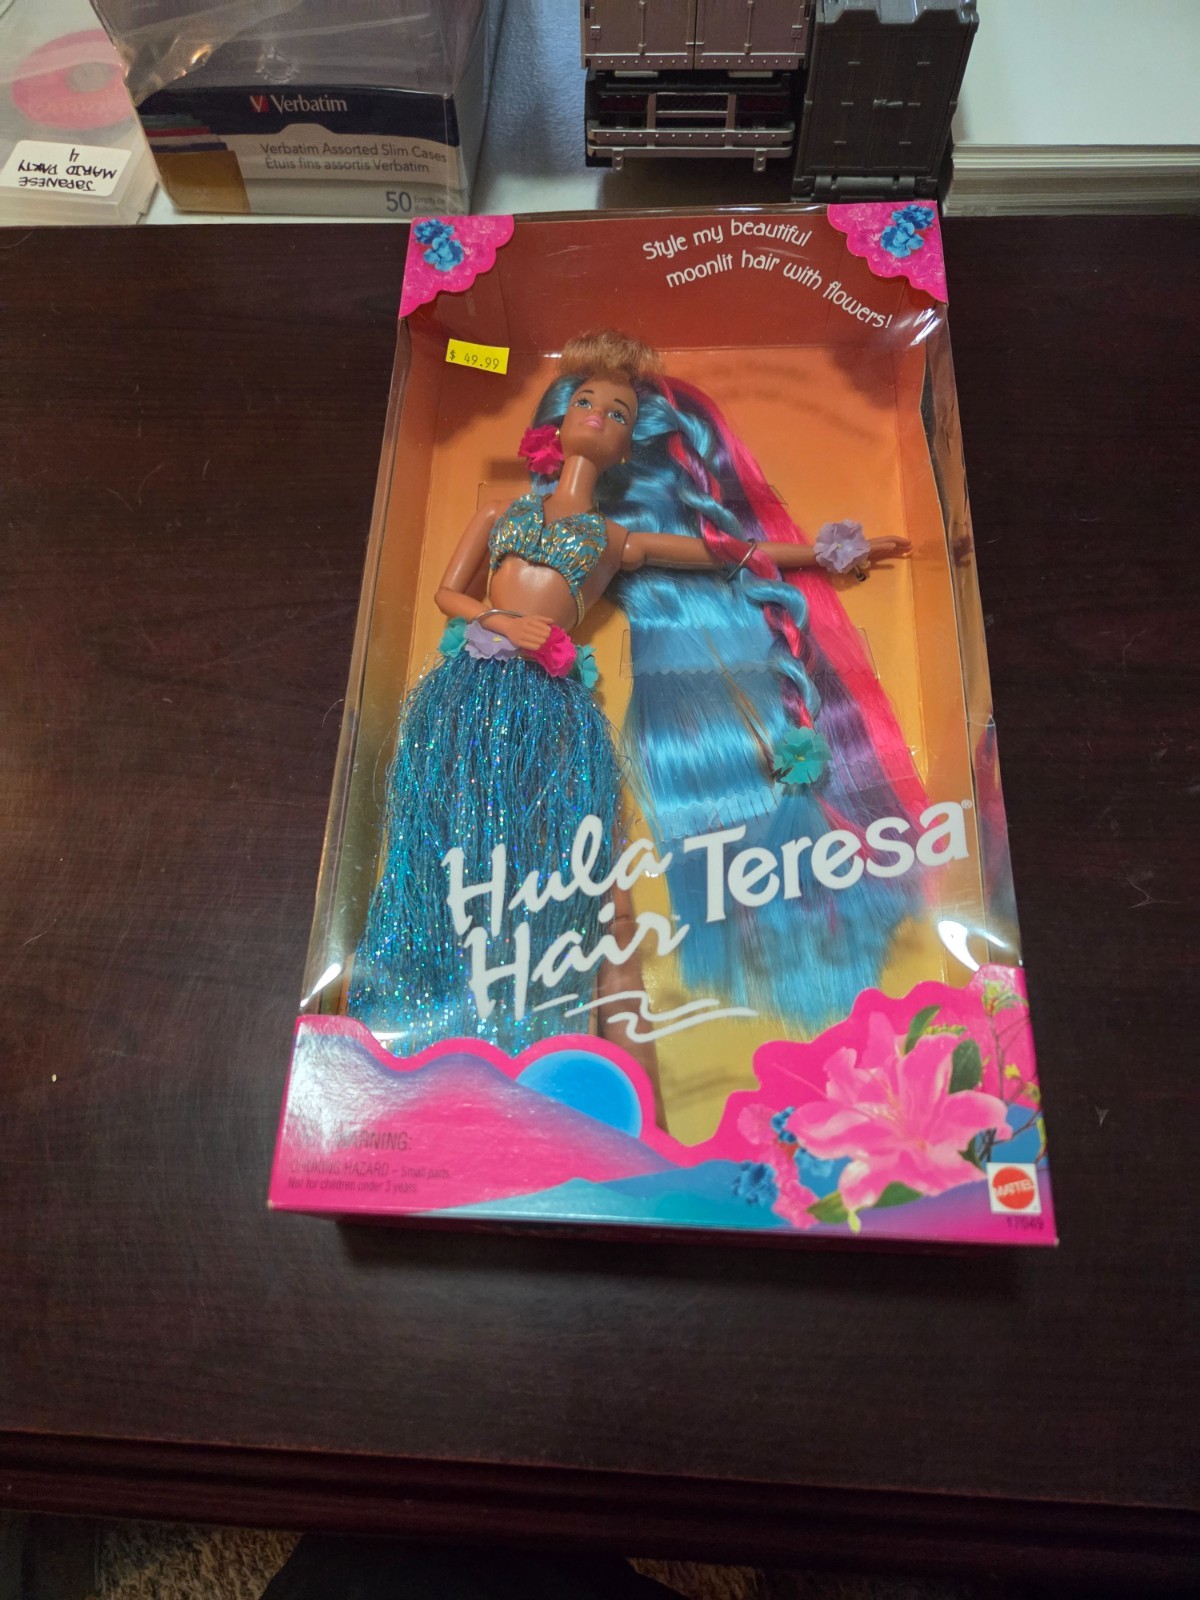 Verbatim
Verbatim Assorted Slim Cases
Étuis fins assortis Verbatim
50
JAPANESE
MARIO PARTY
4
Style my beautiful
moonlit hair with flowers!
$ 49.99
Hula
Hair™
Teresa®
WARNING:
CHOKING HAZARD – Small parts.
Not for children under 3 years.
MATTEL
17049